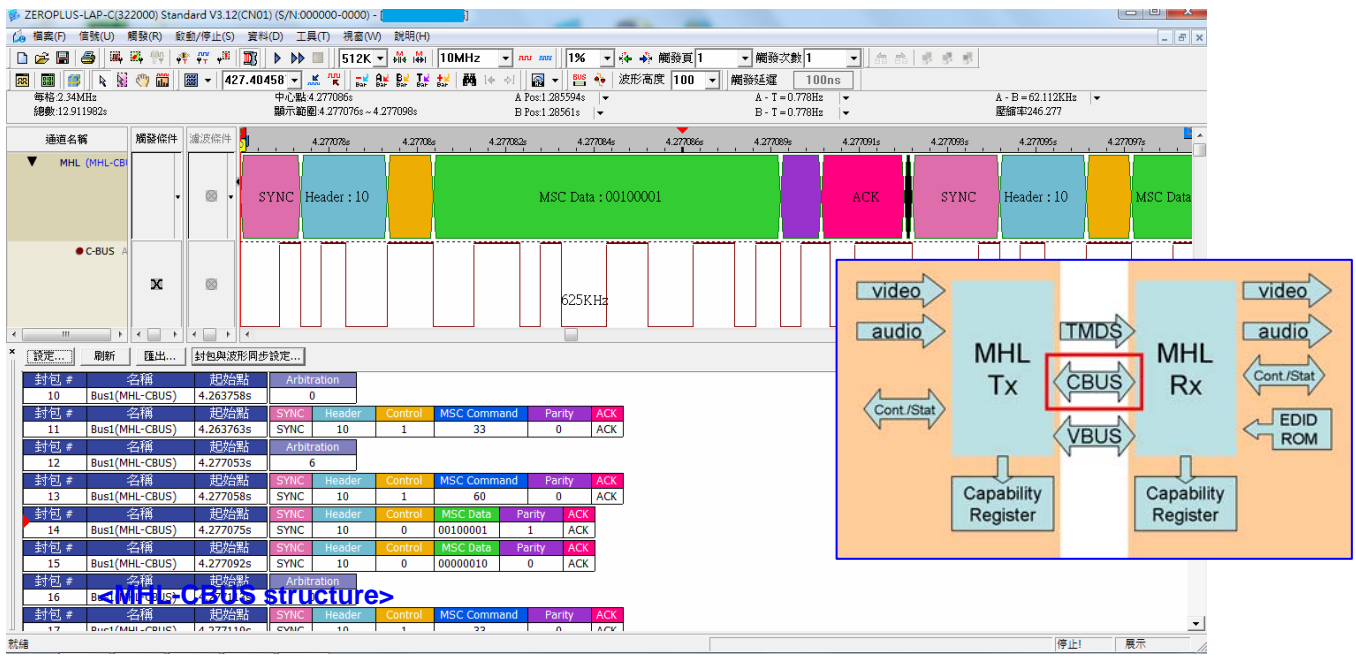 ZEROPLUS-LAP-C(322000) Standard V3.12(CN01) (S/N:000000-0000) - [ ]
檔案(F) 信號(U) 觸發(R) 啟動/停止(S) 資料(D) 工具(T) 視窗(W) 說明(H)
512K 10MHz 1% 觸發頁 1 觸發次數 1
427.40458 Bar Bar Bar Bar Bar BUS 波形高度 100 觸發延遲 100ns
每格:2.34MHz 中心點:4.277086s A Pos:1.285594s A - T = 0.778Hz A - B = 62.112KHz
總數:12.911982s 顯示範圍:4.277076s ~ 4.277098s B Pos:1.28561s B - T = 0.778Hz 壓縮率:246.277
通道名稱 觸發條件 濾波條件 4.277078s 4.27708s 4.277082s 4.277084s 4.277086s 4.277089s 4.277091s 4.277093s 4.277095s 4.277097s
MHL (MHL-CBU SYNC Header : 10 MSC Data : 00100001 ACK SYNC Header : 10 MSC Data
C-BUS A
625KHz
設定... 刷新 匯出... 封包與波形同步設定...
封包 # 名稱 起始點 Arbitration
10 Bus1(MHL-CBUS) 4.263758s 0
封包 # 名稱 起始點 SYNC Header Control MSC Command Parity ACK
11 Bus1(MHL-CBUS) 4.263763s SYNC 10 1 33 0 ACK
封包 # 名稱 起始點 Arbitration
12 Bus1(MHL-CBUS) 4.277053s 6
封包 # 名稱 起始點 SYNC Header Control MSC Command Parity ACK
13 Bus1(MHL-CBUS) 4.277058s SYNC 10 1 60 0 ACK
封包 # 名稱 起始點 SYNC Header Control MSC Data Parity ACK
14 Bus1(MHL-CBUS) 4.277075s SYNC 10 0 00100001 1 ACK
封包 # 名稱 起始點 SYNC Header Control MSC Data Parity ACK
15 Bus1(MHL-CBUS) 4.277092s SYNC 10 0 00000010 0 ACK
封包 # 名稱 起始點 Arbitration
16
<MHL-CBUS structure>
封包 # 名稱 起始點 SYNC Header Control MSC Command Parity ACK
17 Bus1(MHL-CBUS) 4.277119s SYNC 10 1 33 0 ACK
就緒 停止! 展示
video
audio
Cont./Stat
MHL
Tx
TMDS
CBUS
VBUS
MHL
Rx
video
audio
Cont./Stat
EDID
ROM
Capability
Register
Capability
Register